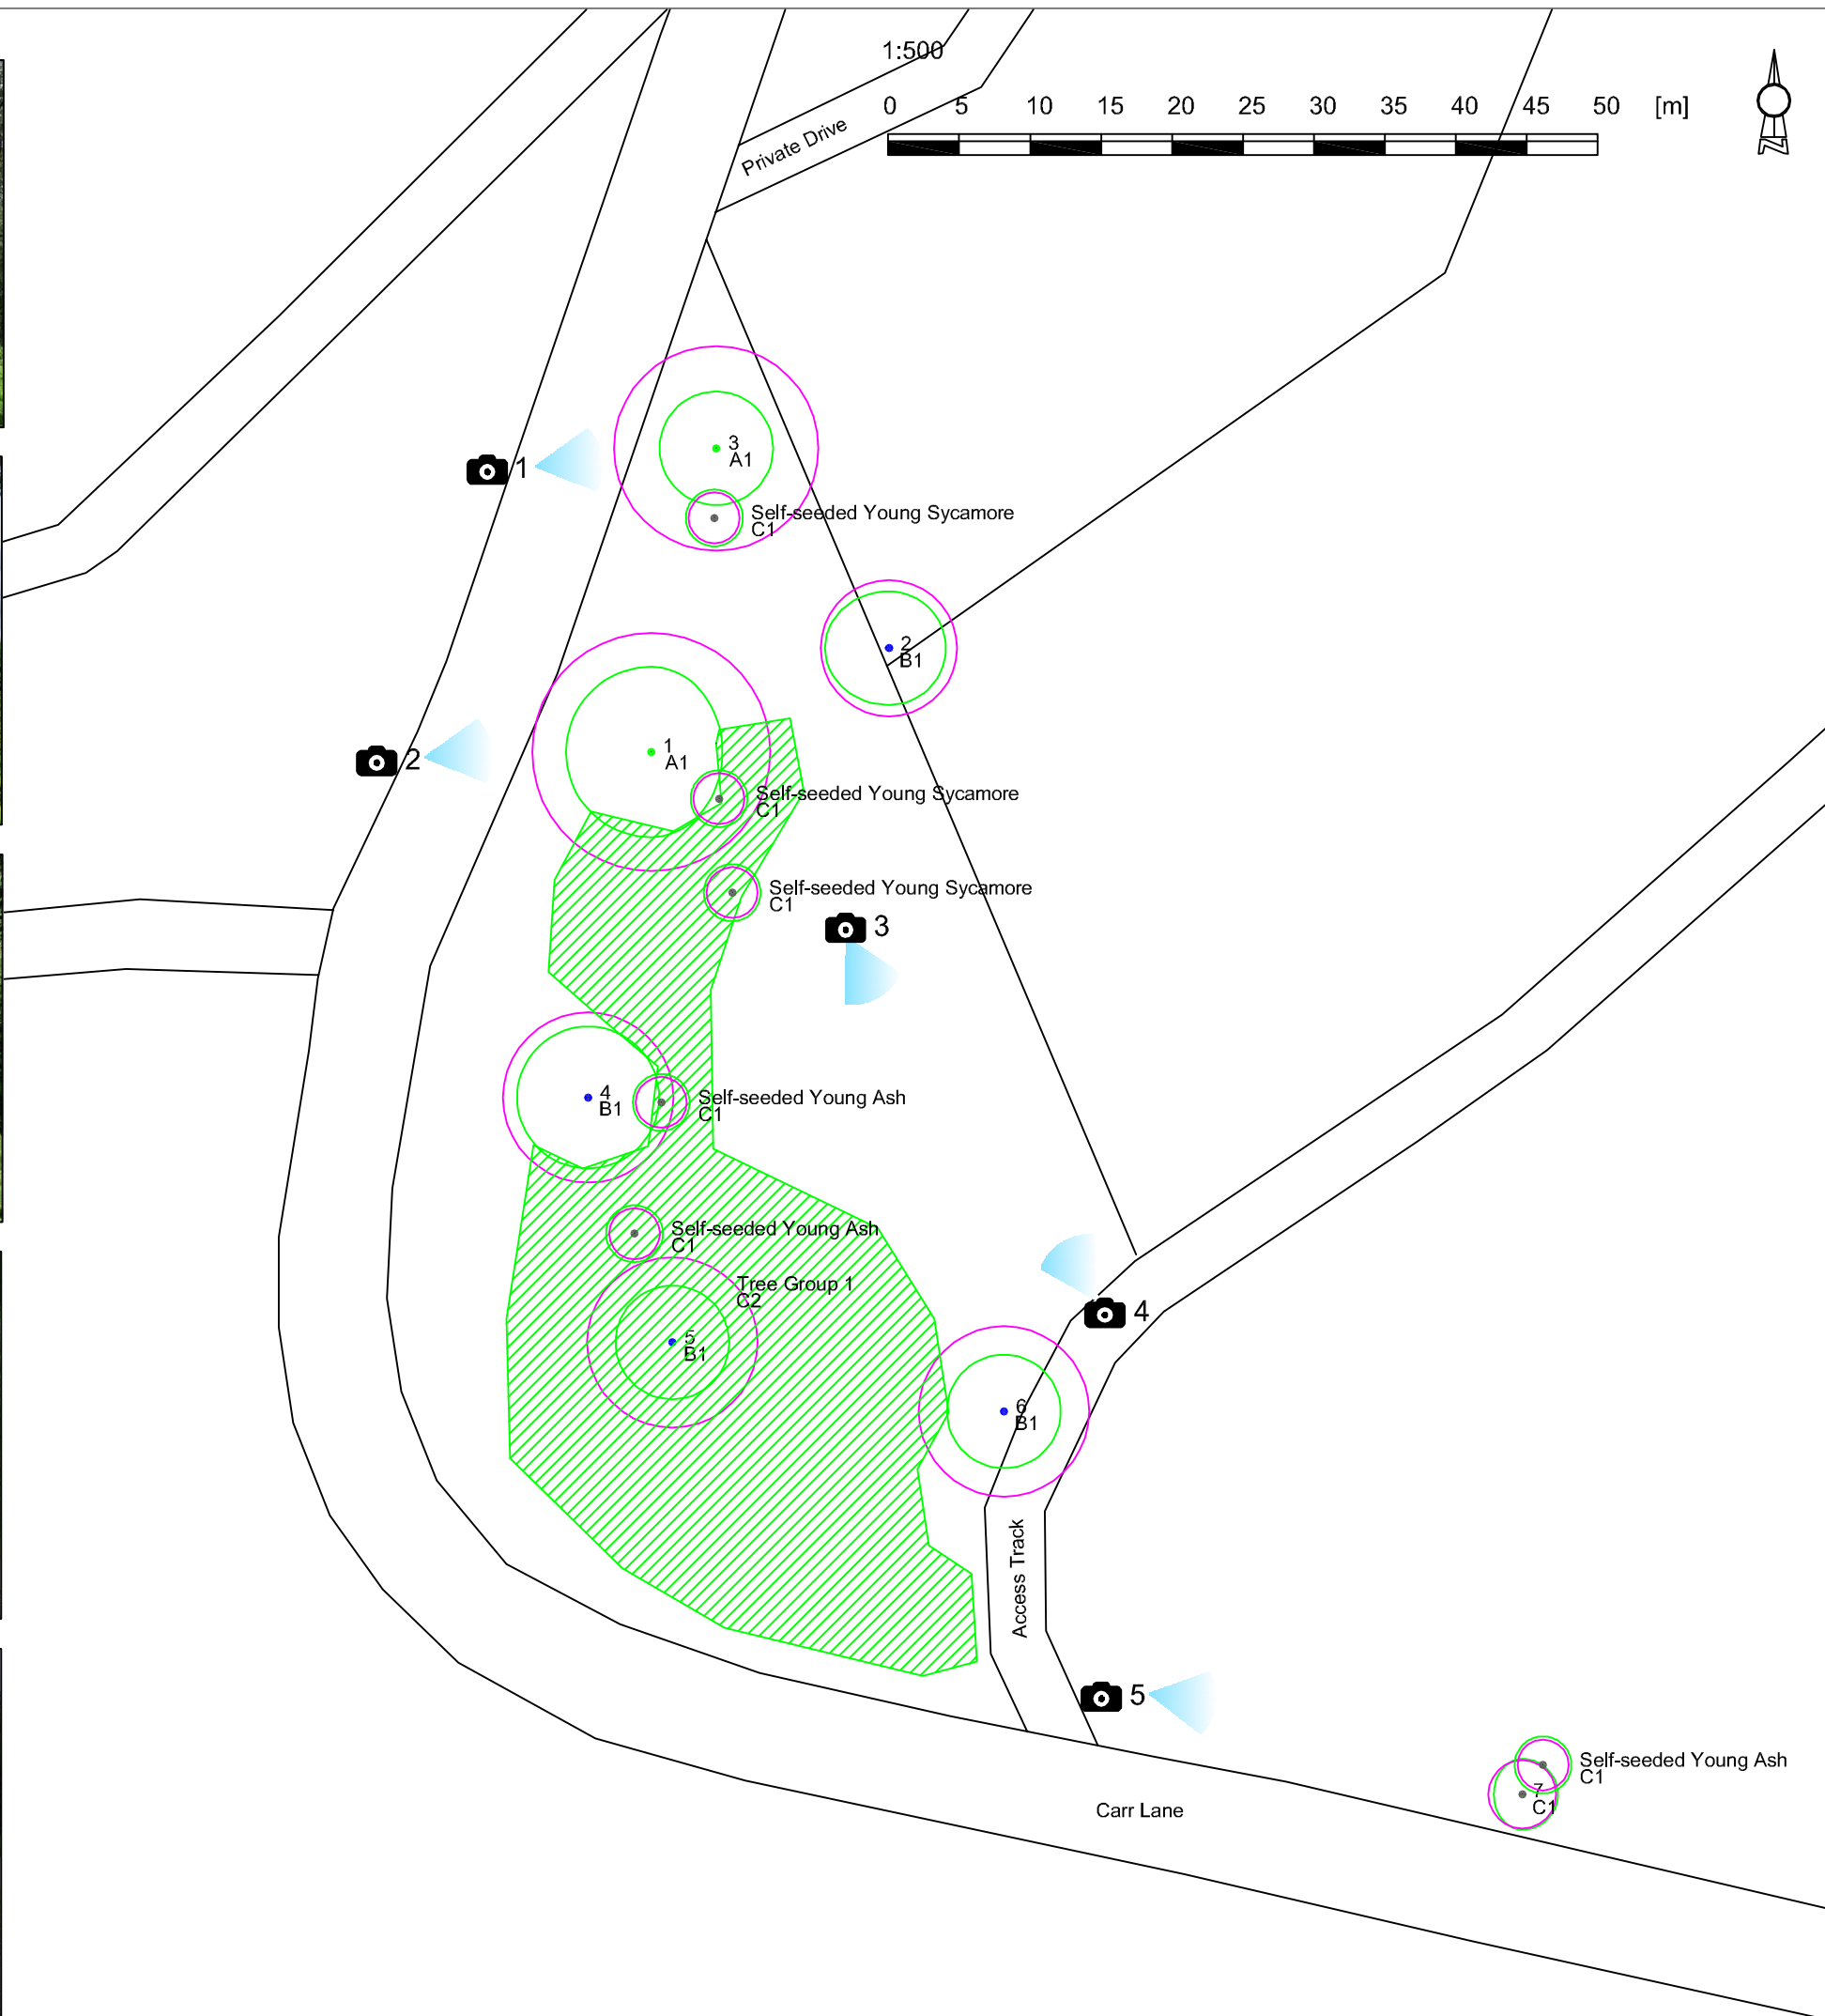 1:500
0 5 10 15 20 25 30 35 40 45 50 [m]
N
Private Drive
3
A1
1
Self-seeded Young Sycamore
C1
2
B1
1
A1
2
Self-seeded Young Sycamore
C1
Self-seeded Young Sycamore
C1
3
4
B1
Self-seeded Young Ash
C1
Self-seeded Young Ash
C1
Tree Group 1
C2
4
5
B1
6
B1
Access Track
5
Self-seeded Young Ash
C1
7
C1
Carr Lane